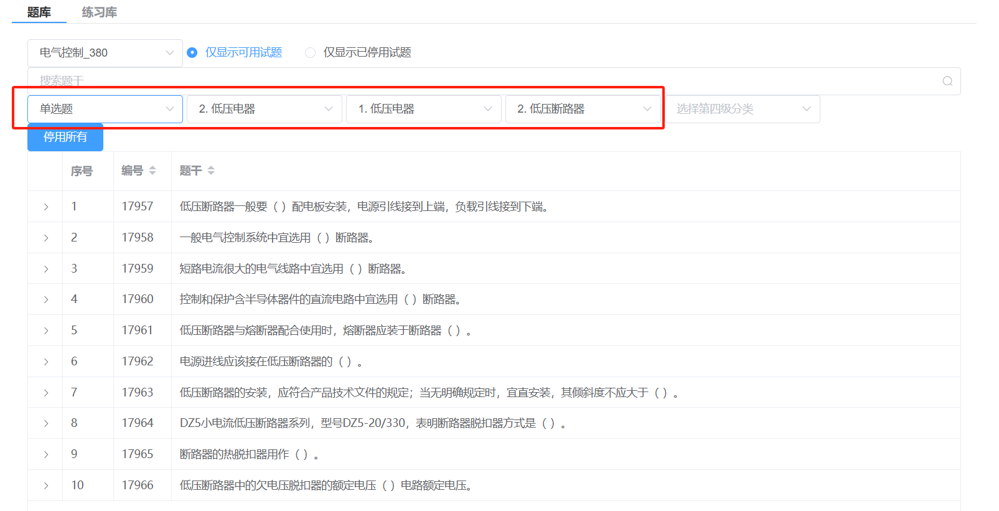 题库 练习库
电气控制_380 仅显示可用试题 仅显示已停用试题
搜索题干
单选题 2. 低压电器 1. 低压电器 2. 低压断路器 选择第四级分类
停用所有
序号 编号 题干
1 17957 低压断路器一般要（ ）配电板安装，电源引线接到上端，负载引线接到下端。
2 17958 一般电气控制系统中宜选用（ ）断路器。
3 17959 短路电流很大的电气线路中宜选用（ ）断路器。
4 17960 控制和保护含半导体器件的直流电路中宜选用（ ）断路器。
5 17961 低压断路器与熔断器配合使用时，熔断器应装于断路器（ ）。
6 17962 电源进线应该接在低压断路器的（ ）。
7 17963 低压断路器的安装，应符合产品技术文件的规定；当无明确规定时，宜直安装，其倾斜度不应大于（ ）。
8 17964 DZ5小电流低压断路器系列，型号DZ5-20/330，表明断路器脱扣器方式是（ ）。
9 17965 断路器的热脱扣器用作（ ）。
10 17966 低压断路器中的欠电压脱扣器的额定电压（ ）电路额定电压。